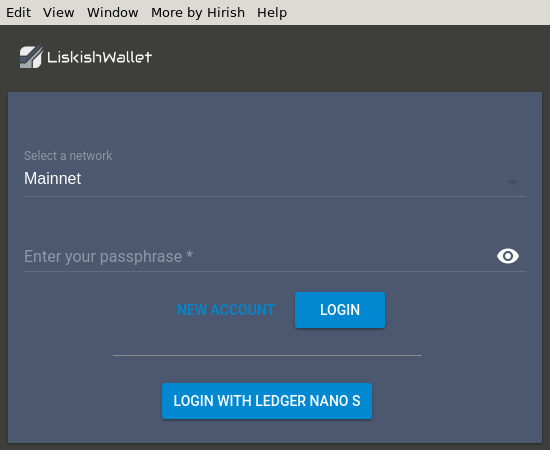 Edit View Window More by Hirish Help
LiskishWallet
Select a network
Mainnet
Enter your passphrase *
NEW ACCOUNT LOGIN
LOGIN WITH LEDGER NANO S